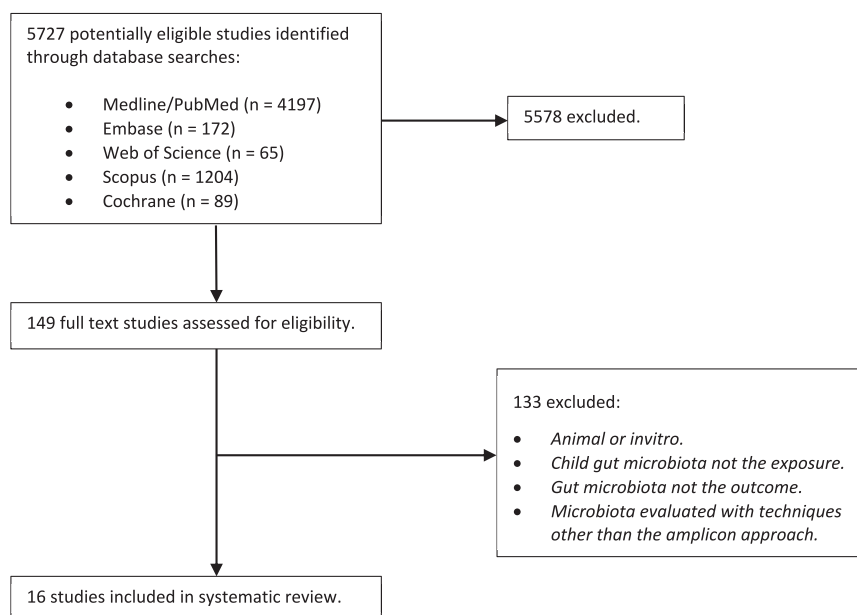 5727 potentially eligible studies identified
through database searches:
• Medline/PubMed (n = 4197)
• Embase (n = 172)
• Web of Science (n = 65)
• Scopus (n = 1204)
• Cochrane (n = 89)
5578 excluded.
149 full text studies assessed for eligibility.
133 excluded:
• Animal or invitro.
• Child gut microbiota not the exposure.
• Gut microbiota not the outcome.
• Microbiota evaluated with techniques
other than the amplicon approach.
16 studies included in systematic review.